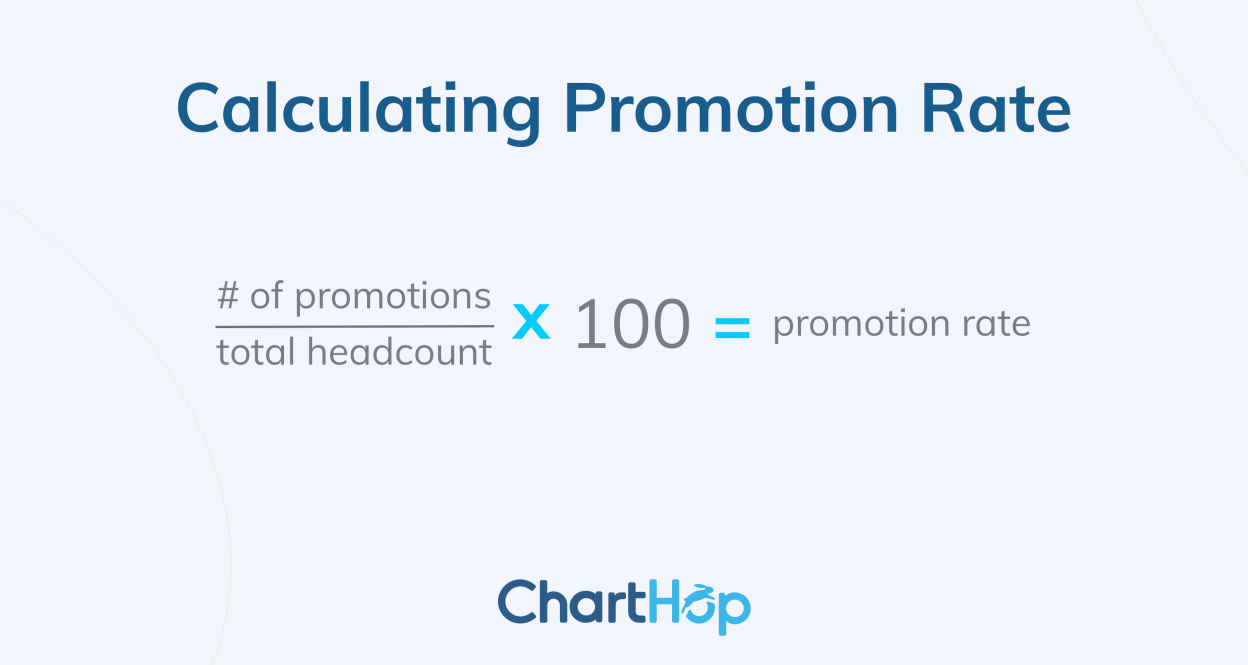 Calculating Promotion Rate
# of promotions
total headcount
x 100 = promotion rate
ChartHop